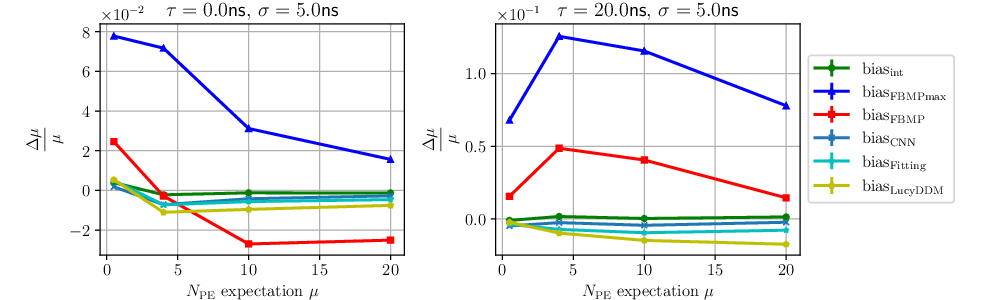 ×10⁻²
τ = 0.0ns, σ = 5.0ns
8
6
4
2
0
−2
Δμ
μ
0 5 10 15 20
N_PE expectation μ
×10⁻¹
τ = 20.0ns, σ = 5.0ns
1.0
0.5
0.0
Δμ
μ
0 5 10 15 20
N_PE expectation μ
bias_int
bias_FBMPmax
bias_FBMP
bias_CNN
bias_Fitting
bias_LucyDDM